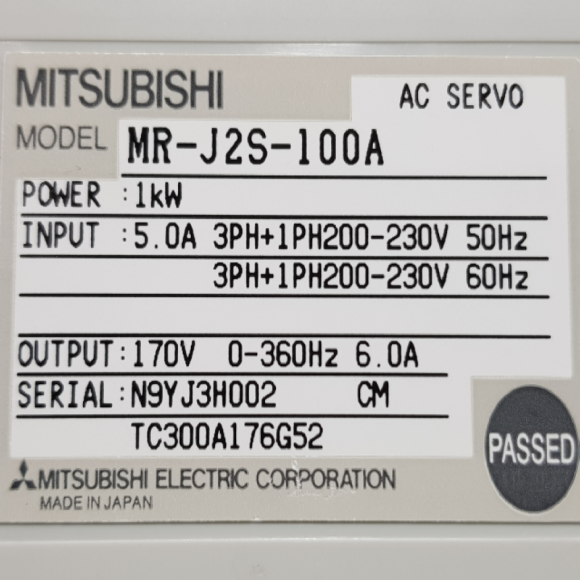 MITSUBISHI
AC SERVO
MODEL MR-J2S-100A
POWER :1kW
INPUT :5.0A 3PH+1PH200-230V 50Hz
3PH+1PH200-230V 60Hz
OUTPUT:170V 0-360Hz 6.0A
SERIAL:N9YJ3H002 CM
TC300A176G52
PASSED
MITSUBISHI ELECTRIC CORPORATION
MADE IN JAPAN